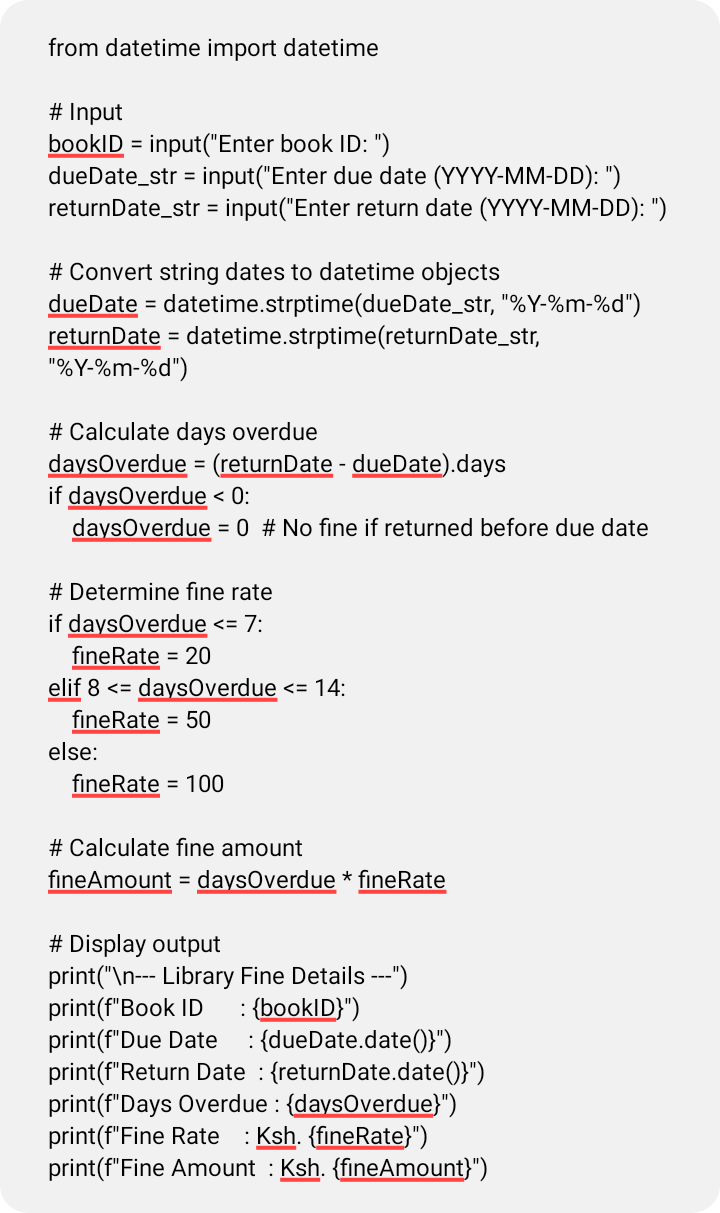 from datetime import datetime

# Input
bookID = input("Enter book ID: ")
dueDate_str = input("Enter due date (YYYY-MM-DD): ")
returnDate_str = input("Enter return date (YYYY-MM-DD): ")

# Convert string dates to datetime objects
dueDate = datetime.strptime(dueDate_str, "%Y-%m-%d")
returnDate = datetime.strptime(returnDate_str,
"%Y-%m-%d")

# Calculate days overdue
daysOverdue = (returnDate - dueDate).days
if daysOverdue < 0:
    daysOverdue = 0  # No fine if returned before due date

# Determine fine rate
if daysOverdue <= 7:
    fineRate = 20
elif 8 <= daysOverdue <= 14:
    fineRate = 50
else:
    fineRate = 100

# Calculate fine amount
fineAmount = daysOverdue * fineRate

# Display output
print("\n--- Library Fine Details ---")
print(f"Book ID      : {bookID}")
print(f"Due Date     : {dueDate.date()}")
print(f"Return Date  : {returnDate.date()}")
print(f"Days Overdue : {daysOverdue}")
print(f"Fine Rate    : Ksh. {fineRate}")
print(f"Fine Amount  : Ksh. {fineAmount}")